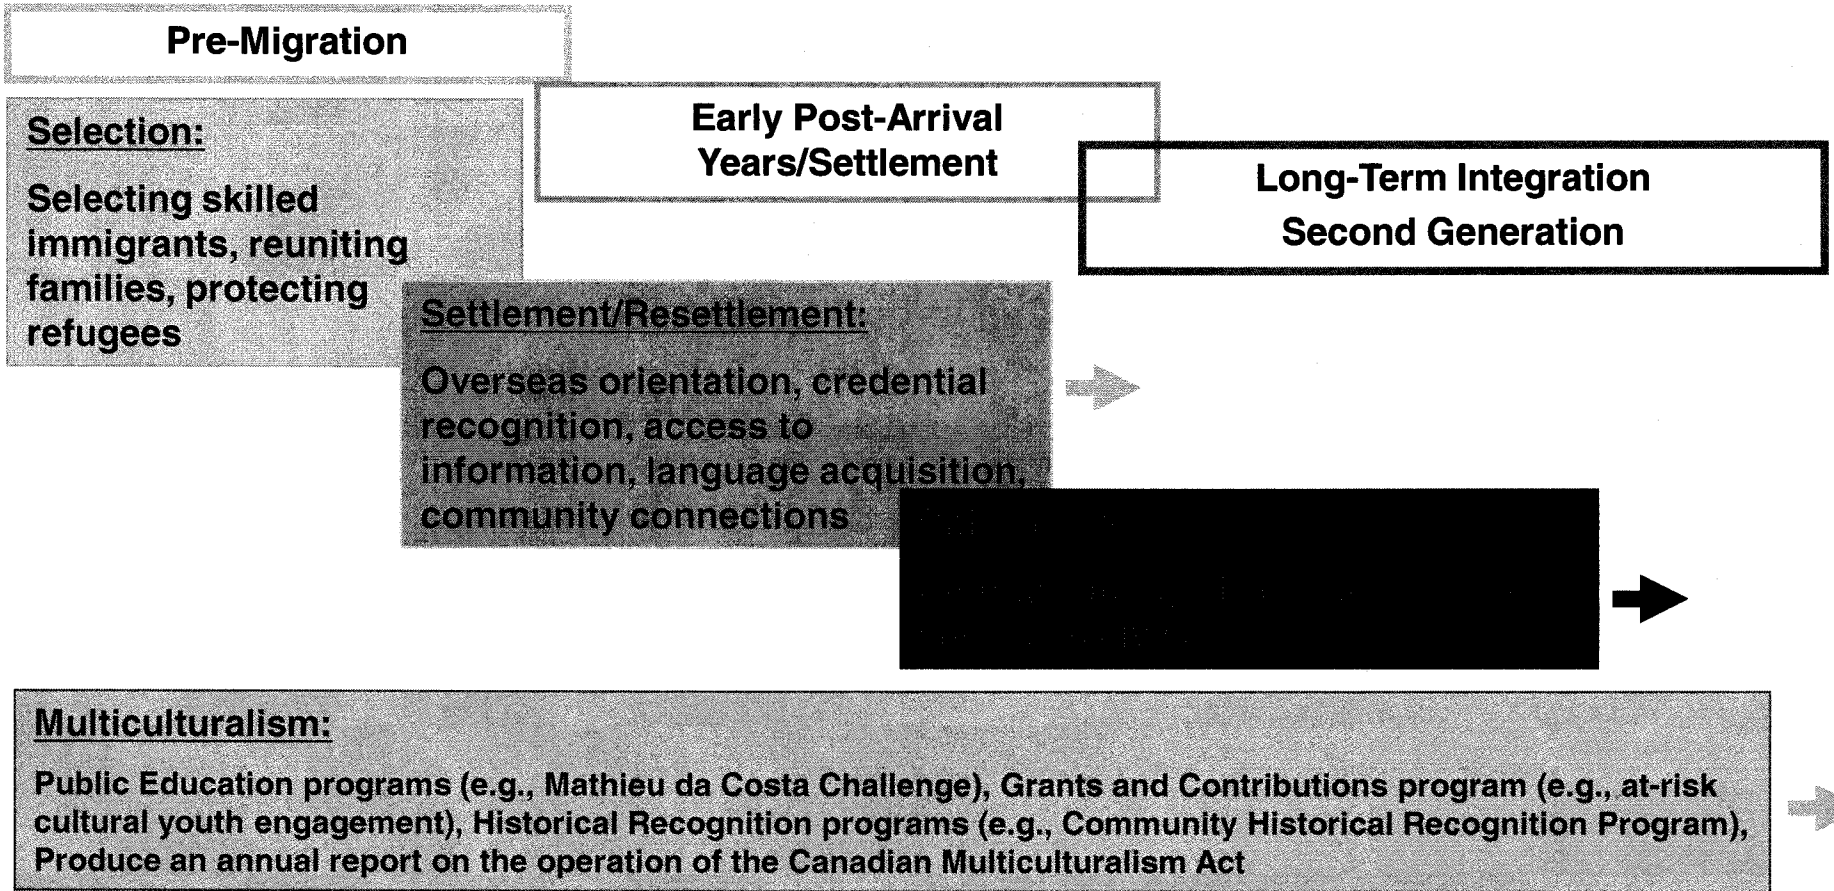 Pre-Migration
Early Post-Arrival
Years/Settlement
Long-Term Integration
Second Generation
Selection:
Selecting skilled
immigrants, reuniting
families, protecting
refugees
Settlement/Resettlement:
Overseas orientation, credential
recognition, access to
information, language acquisition,
community connections
Multiculturalism:
Public Education programs (e.g., Mathieu da Costa Challenge), Grants and Contributions program (e.g., at-risk
cultural youth engagement), Historical Recognition programs (e.g., Community Historical Recognition Program),
Produce an annual report on the operation of the Canadian Multiculturalism Act